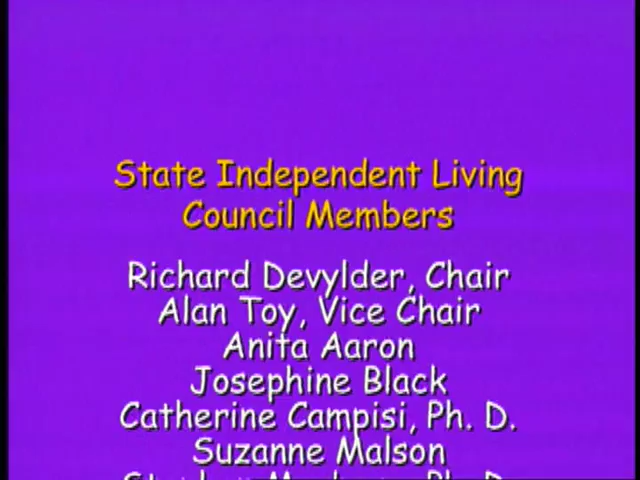 State Independent Living
Council Members
Richard Devylder, Chair
Alan Toy, Vice Chair
Anita Aaron
Josephine Black
Catherine Campisi, Ph. D.
Suzanne Malson